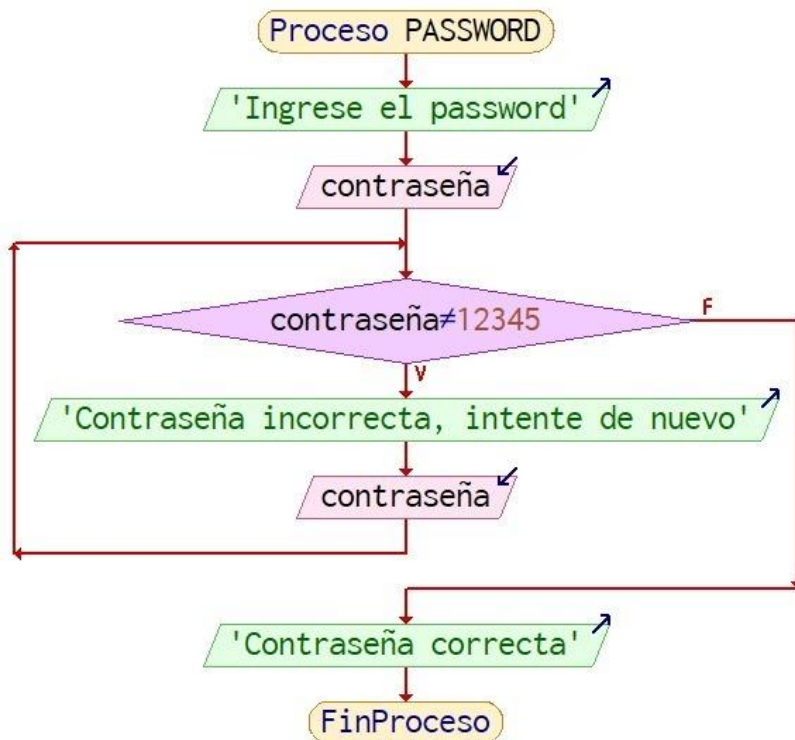 Proceso PASSWORD
'Ingrese el password'
contraseña
contraseña≠12345
F
V
'Contraseña incorrecta, intente de nuevo'
contraseña
'Contraseña correcta'
FinProceso